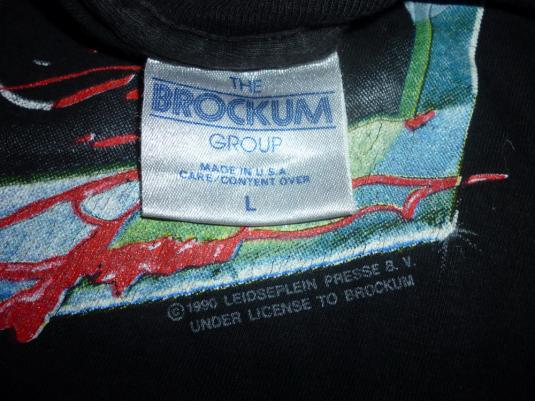 THE
BROCKUM
GROUP
MADE IN U.S.A
CARE/CONTENT OVER
L
© 1990 LEIDSEPLEIN PRESSE B. V.
UNDER LICENSE TO BROCKUM